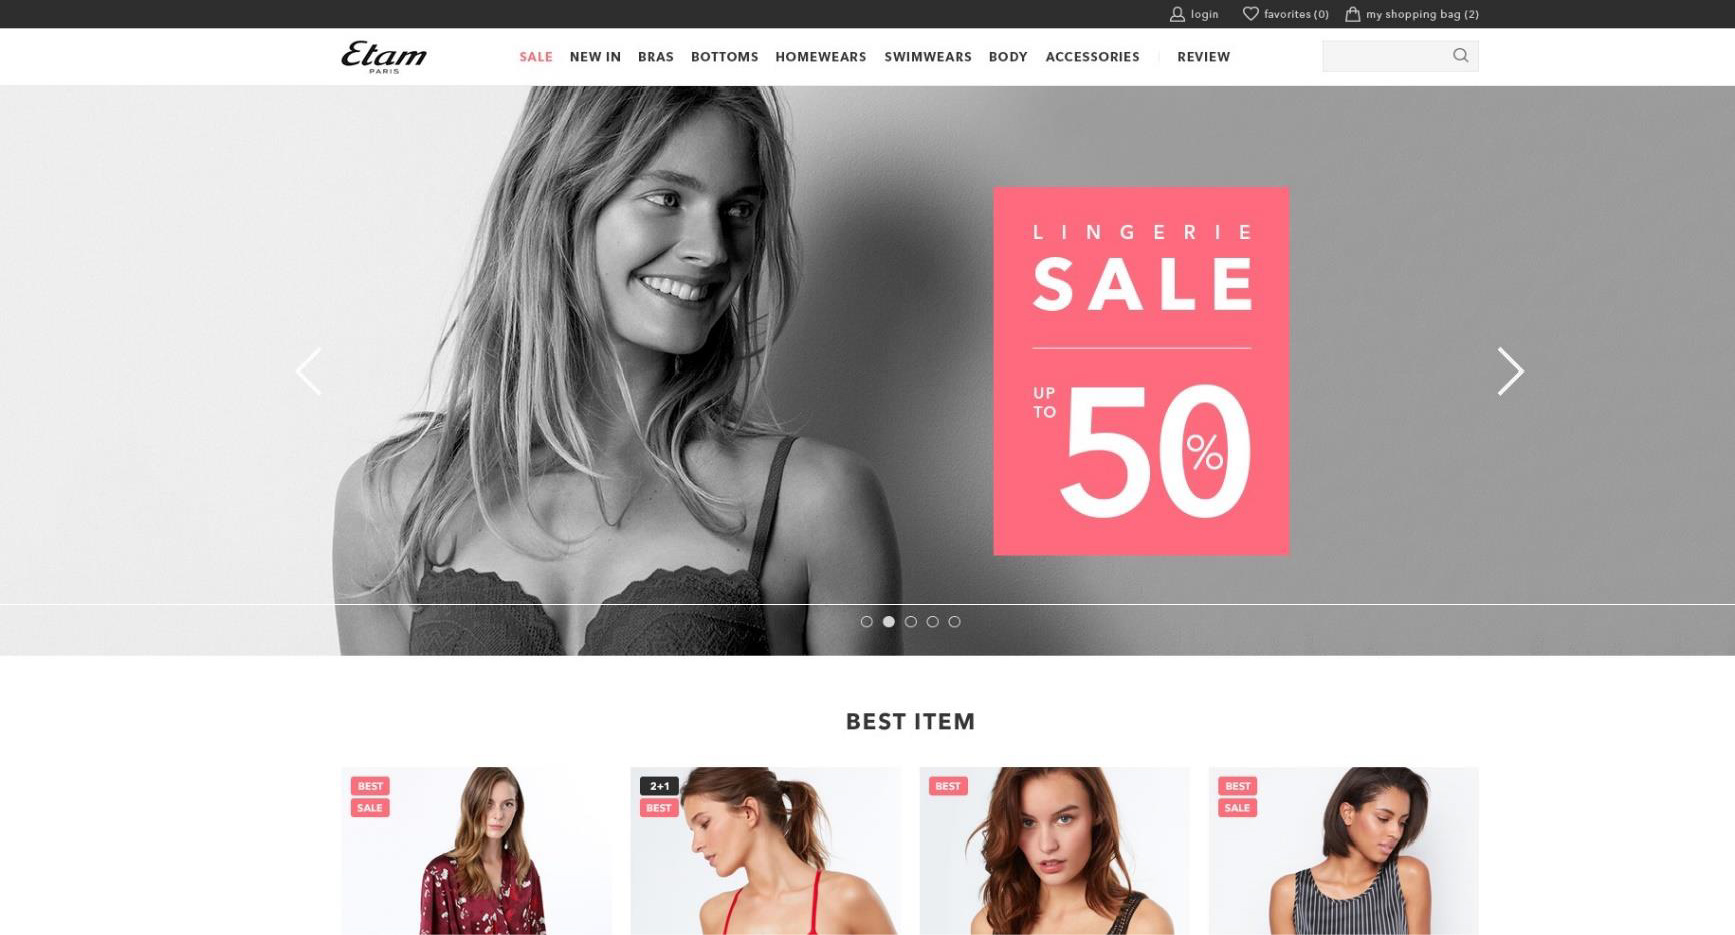 login favorites (0) my shopping bag (2)
Etam
PARIS
SALE NEW IN BRAS BOTTOMS HOMEWEARS SWIMWEARS BODY ACCESSORIES REVIEW
LINGERIE
SALE
UP
TO
50%
BEST ITEM
BEST
SALE
2+1
BEST
BEST
BEST
SALE